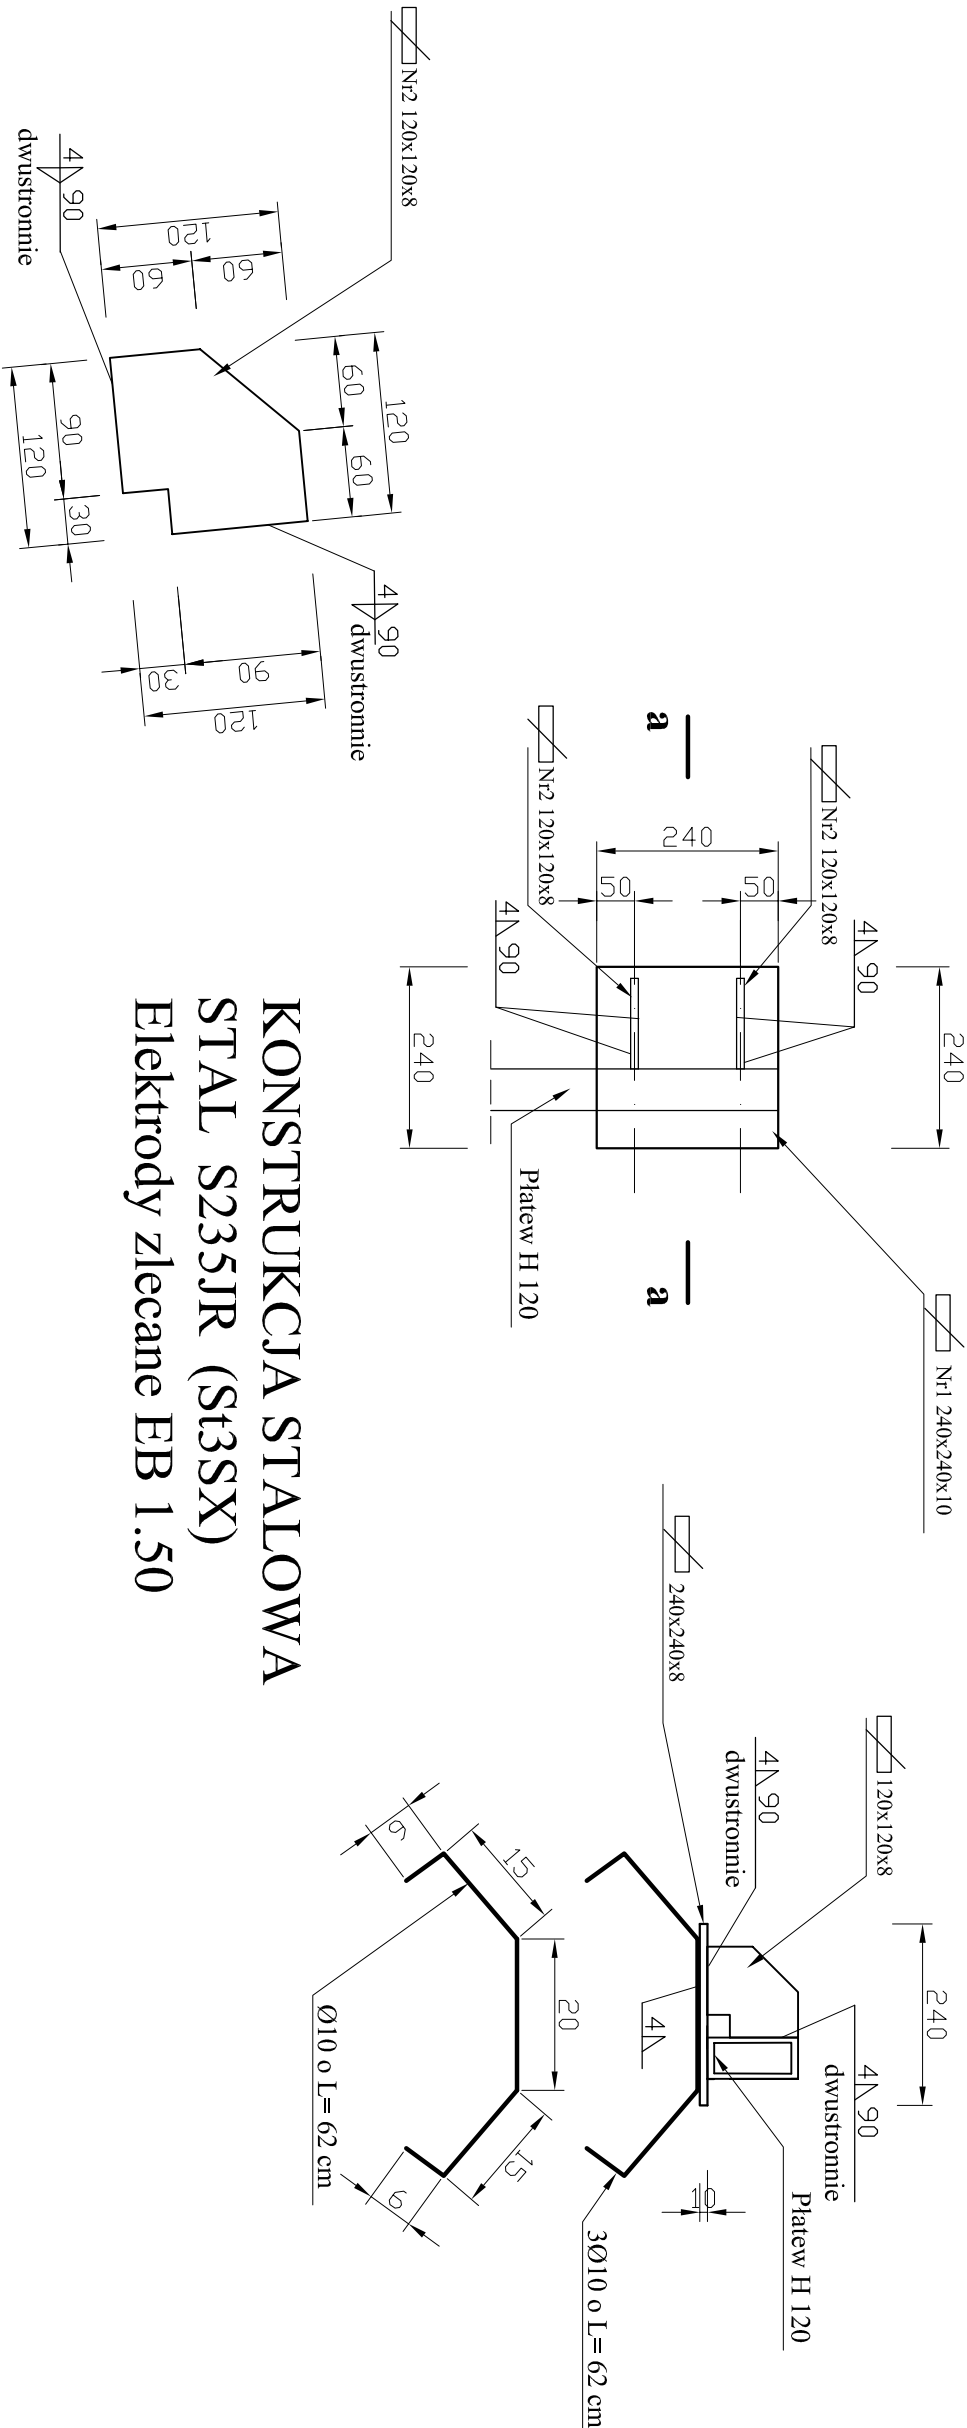 Nr2 120x120x8
4 90
dwustronnie
120
60
60
120
60
60
90
30
120
4 90
dwustronnie
90
30
120
a
a
Nr2 120x120x8
Nr2 120x120x8
240
50
50
4 90
4 90
240
240
Płatew H 120
Nr1 240x240x10
KONSTRUKCJA STALOWA
STAL S235JR (St3SX)
Elektrody zlecane EB 1.50
240x240x8
120x120x8
4 90
dwustronnie
240
4 90
dwustronnie
Płatew H 120
10
4
3Ø10 o L= 62 cm
6
15
20
15
6
Ø10 o L= 62 cm